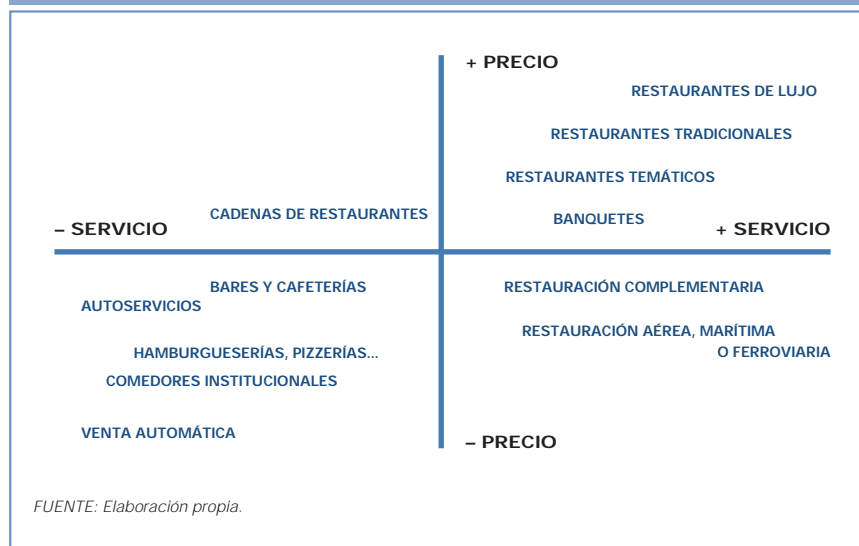 + PRECIO
RESTAURANTES DE LUJO
RESTAURANTES TRADICIONALES
RESTAURANTES TEMÁTICOS
CADENAS DE RESTAURANTES
BANQUETES
– SERVICIO
+ SERVICIO
BARES Y CAFETERÍAS
RESTAURACIÓN COMPLEMENTARIA
AUTOSERVICIOS
RESTAURACIÓN AÉREA, MARÍTIMA
O FERROVIARIA
HAMBURGUESERÍAS, PIZZERÍAS...
COMEDORES INSTITUCIONALES
VENTA AUTOMÁTICA
– PRECIO
FUENTE: Elaboración propia.